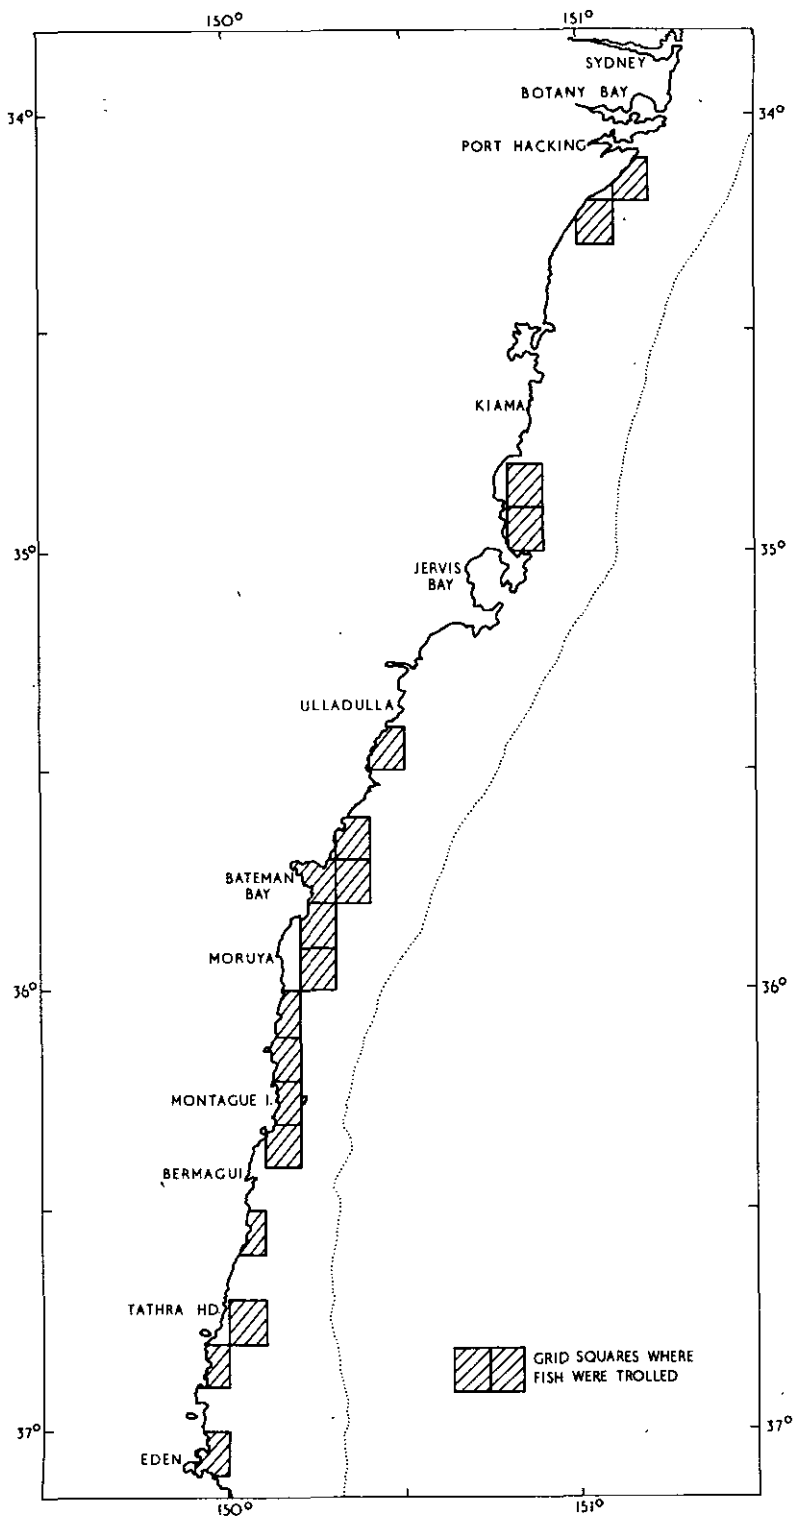 150° 151°
SYDNEY
BOTANY BAY
34° 34°
PORT HACKING
KIAMA
35° 35°
JERVIS
BAY
ULLADULLA
BATEMAN
BAY
MORUYA
36° 36°
MONTAGUE I.
BERMAGUI
TATHRA HD.
GRID SQUARES WHERE
FISH WERE TROLLED
37° 37°
EDEN
150° 151°